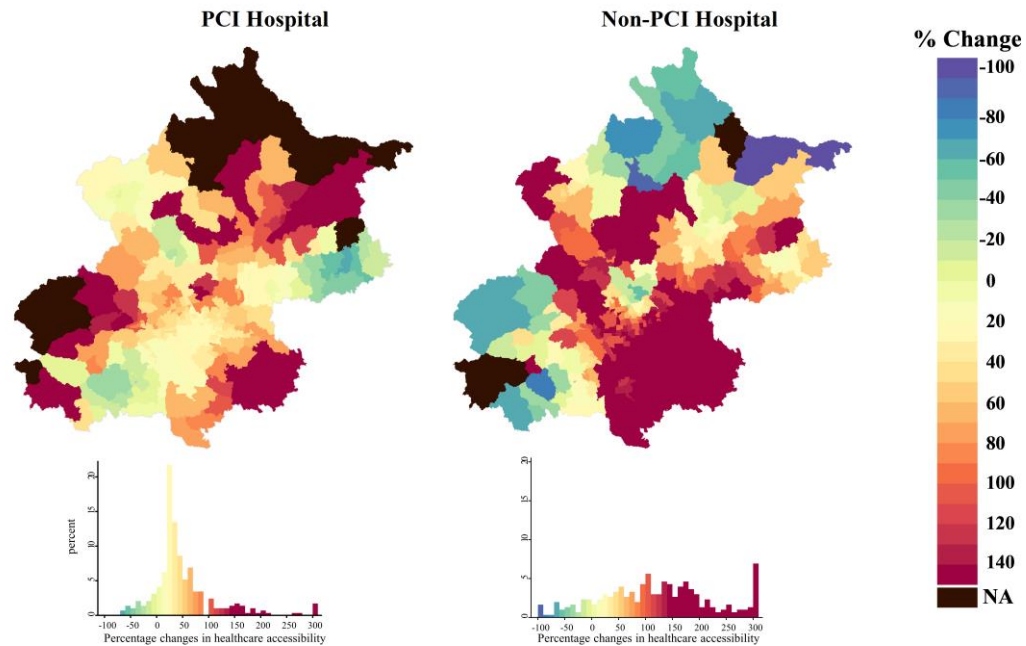 PCI Hospital
Non-PCI Hospital
% Change
-100
-80
-60
-40
-20
0
20
40
60
80
100
120
140
NA
percent
20
15
10
5
0
-100 -50 0 50 100 150 200 250 300
Percentage changes in healthcare accessibility
20
15
10
5
0
-100 -50 0 50 100 150 200 250 300
Percentage changes in healthcare accessibility